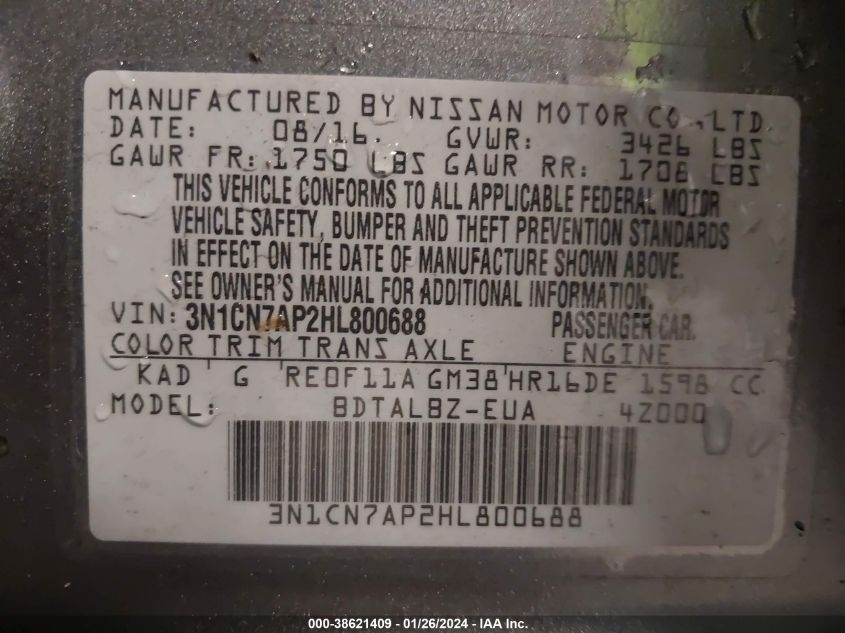 MANUFACTURED BY NISSAN MOTOR CO.,LTD.
DATE: 08/16. GVWR: 3426 LBS
GAWR FR: 1750 LBS GAWR RR: 1708 LBS
THIS VEHICLE CONFORMS TO ALL APPLICABLE FEDERAL MOTOR
VEHICLE SAFETY, BUMPER AND THEFT PREVENTION STANDARDS
IN EFFECT ON THE DATE OF MANUFACTURE SHOWN ABOVE.
SEE OWNER'S MANUAL FOR ADDITIONAL INFORMATION.
VIN: 3N1CN7AP2HL800688 PASSENGER CAR.
COLOR TRIM TRANS AXLE ENGINE
KAD G RE0F11A GM38 HR16DE 1598 CC
MODEL: BDTALBZ-EUA 4Z000
3N1CN7AP2HL800688
000-38621409 - 01/26/2024 - IAA Inc.